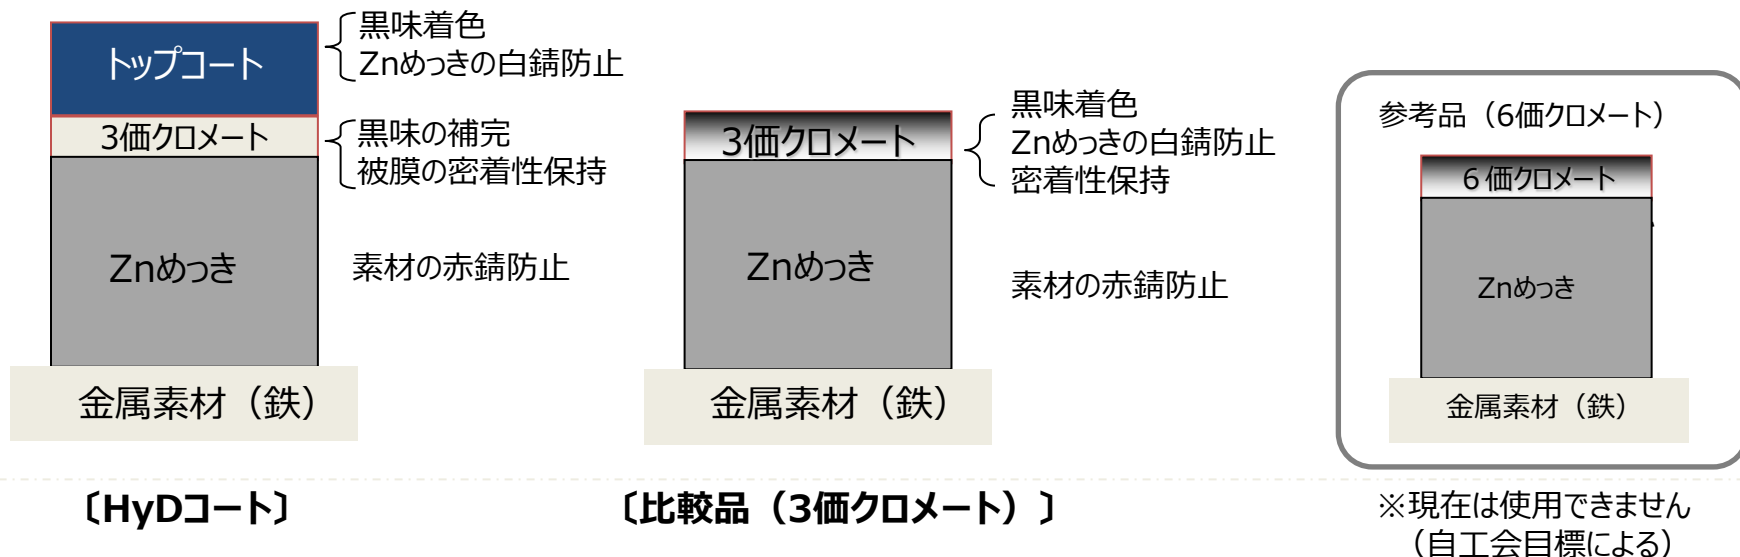 トップコート
黒味着色
Znめっきの白錆防止
3価クロメート
黒味の補完
被膜の密着性保持
Znめっき
素材の赤錆防止
金属素材（鉄）
〔HyDコート〕
3価クロメート
黒味着色
Znめっきの白錆防止
密着性保持
Znめっき
素材の赤錆防止
金属素材（鉄）
〔比較品（3価クロメート）〕
参考品（6価クロメート）
６価クロメート
Znめっき
金属素材（鉄）
※現在は使用できません
（自工会目標による）